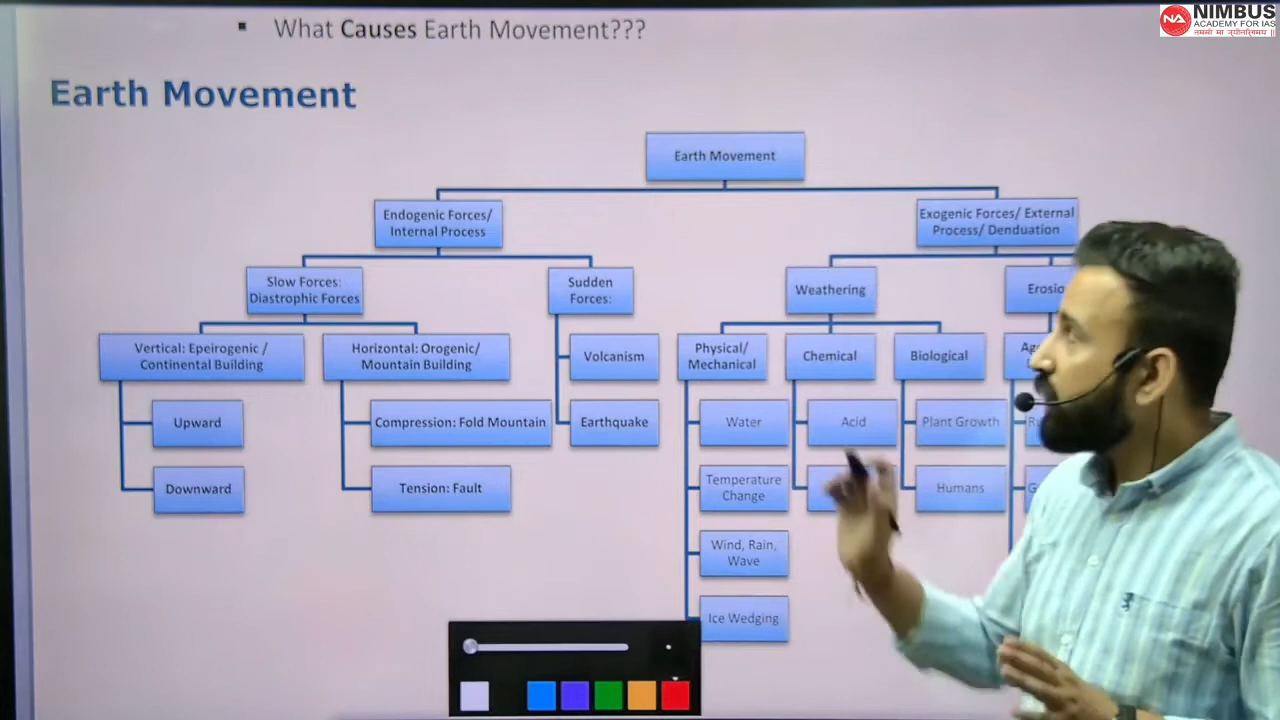 What Causes Earth Movement???
NIMBUS
ACADEMY FOR IAS
NA
Earth Movement
Earth Movement
Endogenic Forces/
Internal Process
Exogenic Forces/ External
Process/ Denduation
Slow Forces:
Diastrophic Forces
Sudden
Forces:
Weathering
Erosio
Vertical: Epeirogenic /
Continental Building
Horizontal: Orogenic/
Mountain Building
Volcanism
Physical/
Mechanical
Chemical
Biological
Upward
Compression: Fold Mountain
Earthquake
Water
Acid
Plant Growth
Downward
Tension: Fault
Temperature
Change
Humans
Wind, Rain,
Wave
Ice Wedging